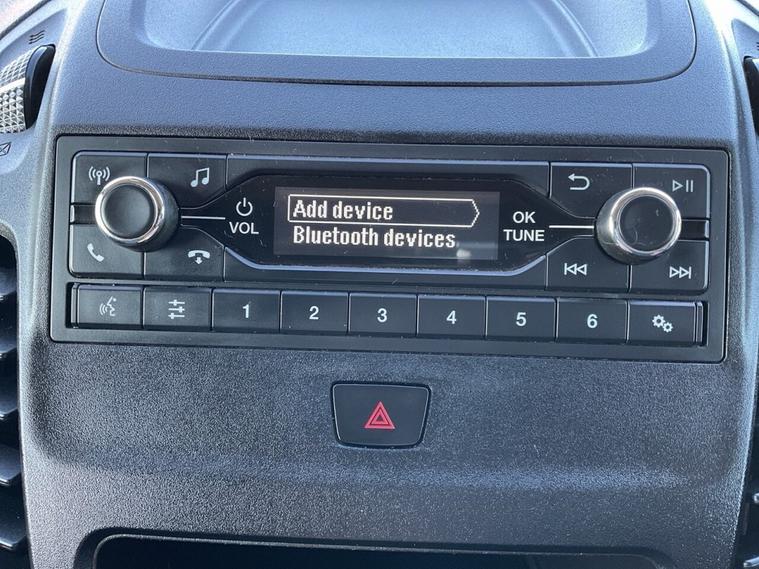 Add device
Bluetooth devices
VOL
OK
TUNE
1 2 3 4 5 6